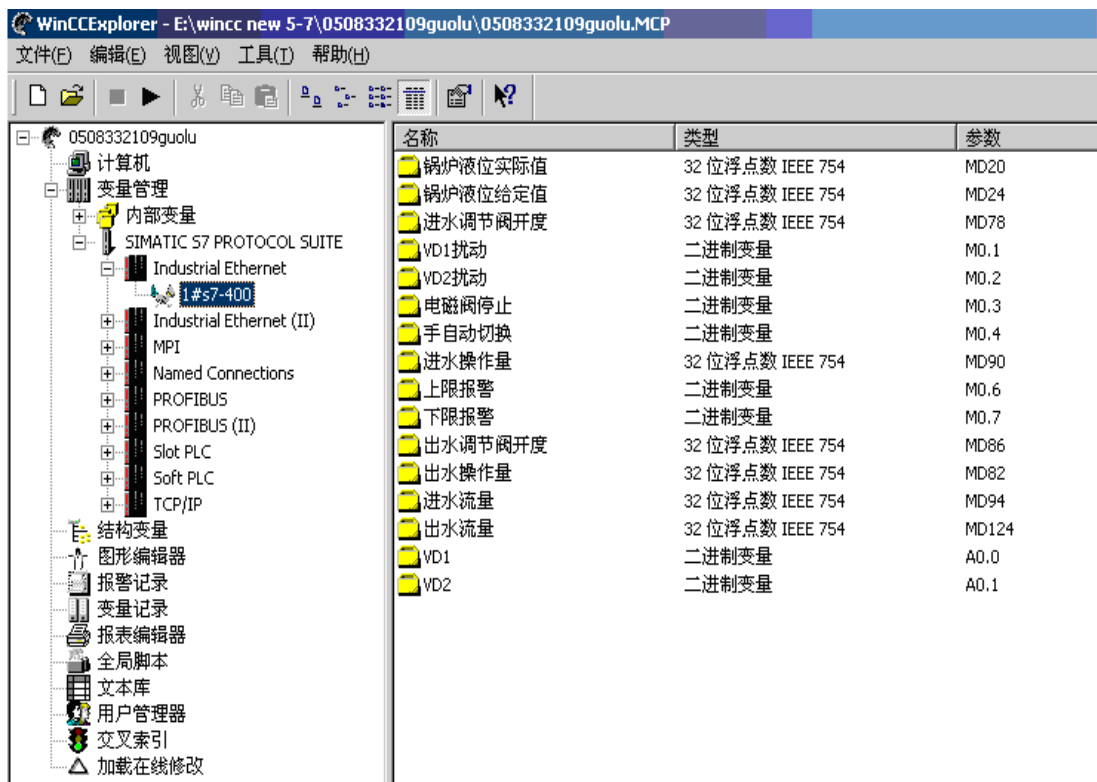 WinCCExplorer - E:\wincc new 5-7\0508332109guolu\0508332109guolu.MCP
文件(F) 编辑(E) 视图(V) 工具(T) 帮助(H)
0508332109guolu
计算机
变量管理
内部变量
SIMATIC S7 PROTOCOL SUITE
Industrial Ethernet
1#s7-400
Industrial Ethernet (II)
MPI
Named Connections
PROFIBUS
PROFIBUS (II)
Slot PLC
Soft PLC
TCP/IP
结构变量
图形编辑器
报警记录
变量记录
报表编辑器
全局脚本
文本库
用户管理器
交叉索引
加载在线修改
名称 类型 参数
锅炉液位实际值 32 位浮点数 IEEE 754 MD20
锅炉液位给定值 32 位浮点数 IEEE 754 MD24
进水调节阀开度 32 位浮点数 IEEE 754 MD78
VD1扰动 二进制变量 M0.1
VD2扰动 二进制变量 M0.2
电磁阀停止 二进制变量 M0.3
手自动切换 二进制变量 M0.4
进水操作量 32 位浮点数 IEEE 754 MD90
上限报警 二进制变量 M0.6
下限报警 二进制变量 M0.7
出水调节阀开度 32 位浮点数 IEEE 754 MD86
出水操作量 32 位浮点数 IEEE 754 MD82
进水流量 32 位浮点数 IEEE 754 MD94
出水流量 32 位浮点数 IEEE 754 MD124
VD1 二进制变量 A0.0
VD2 二进制变量 A0.1